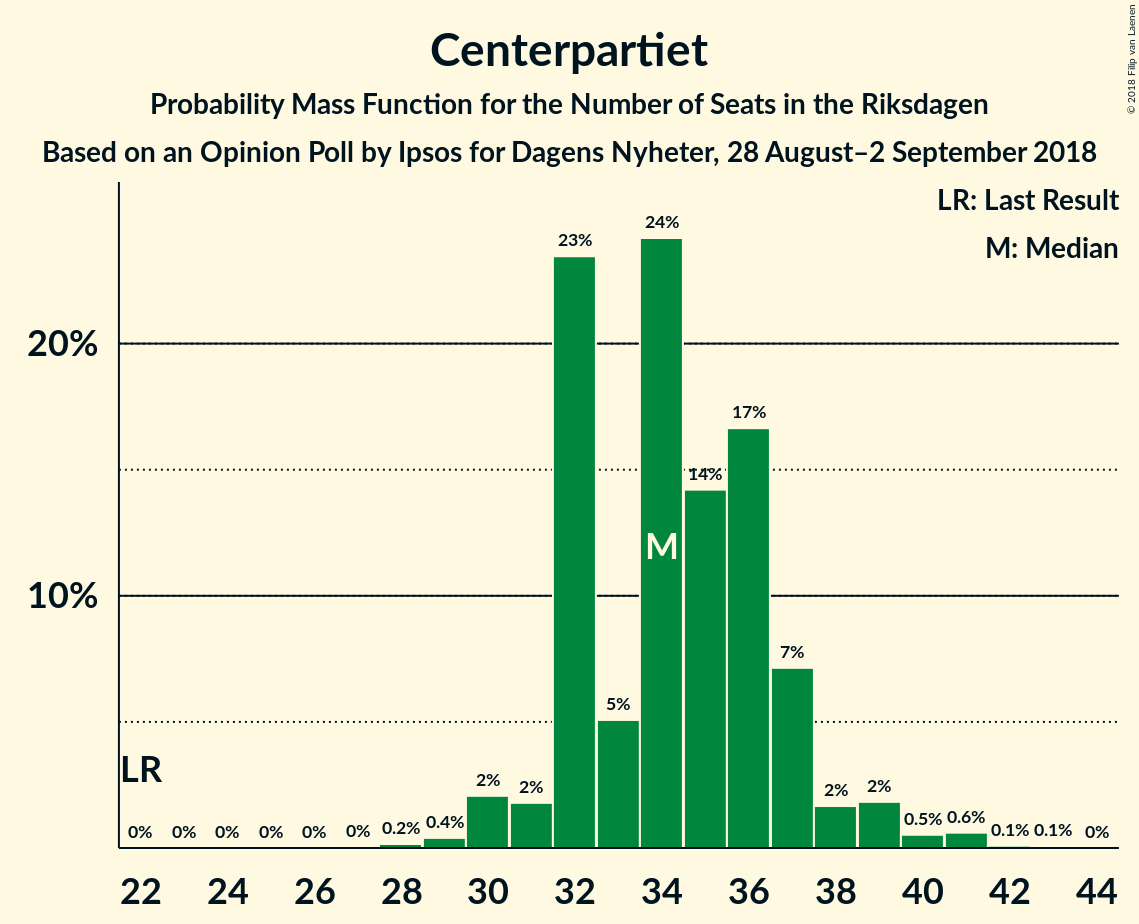 Centerpartiet
Probability Mass Function for the Number of Seats in the Riksdagen
Based on an Opinion Poll by Ipsos for Dagens Nyheter, 28 August–2 September 2018
© 2018 Filip van Laenen
LR: Last Result
M: Median
20%
10%
0% 0% 0% 0% 0% 0% 0.2% 0.4% 2% 2% 23% 5% 24% 14% 17% 7% 2% 2% 0.5% 0.6% 0.1% 0.1% 0%
M
LR
22 24 26 28 30 32 34 36 38 40 42 44